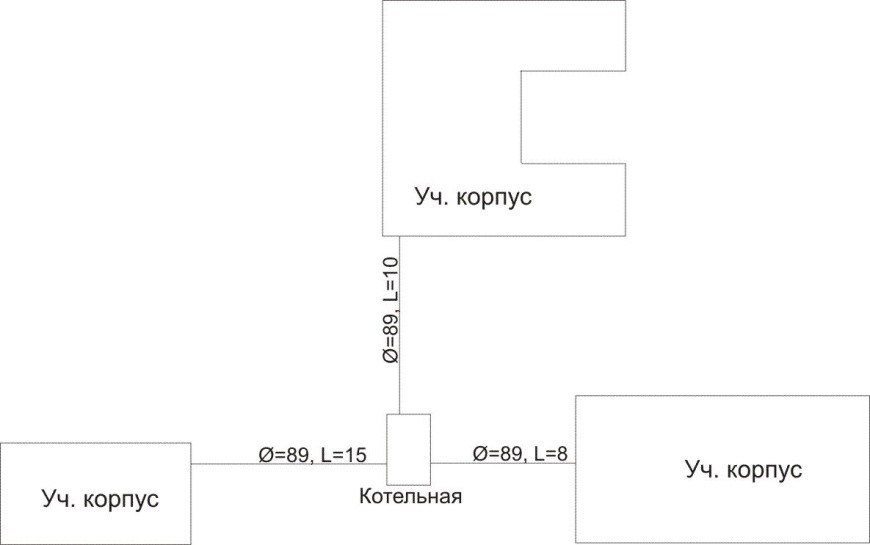 Уч. корпус
Ø=89, L=10
Ø=89, L=15
Ø=89, L=8
Уч. корпус
Котельная
Уч. корпус